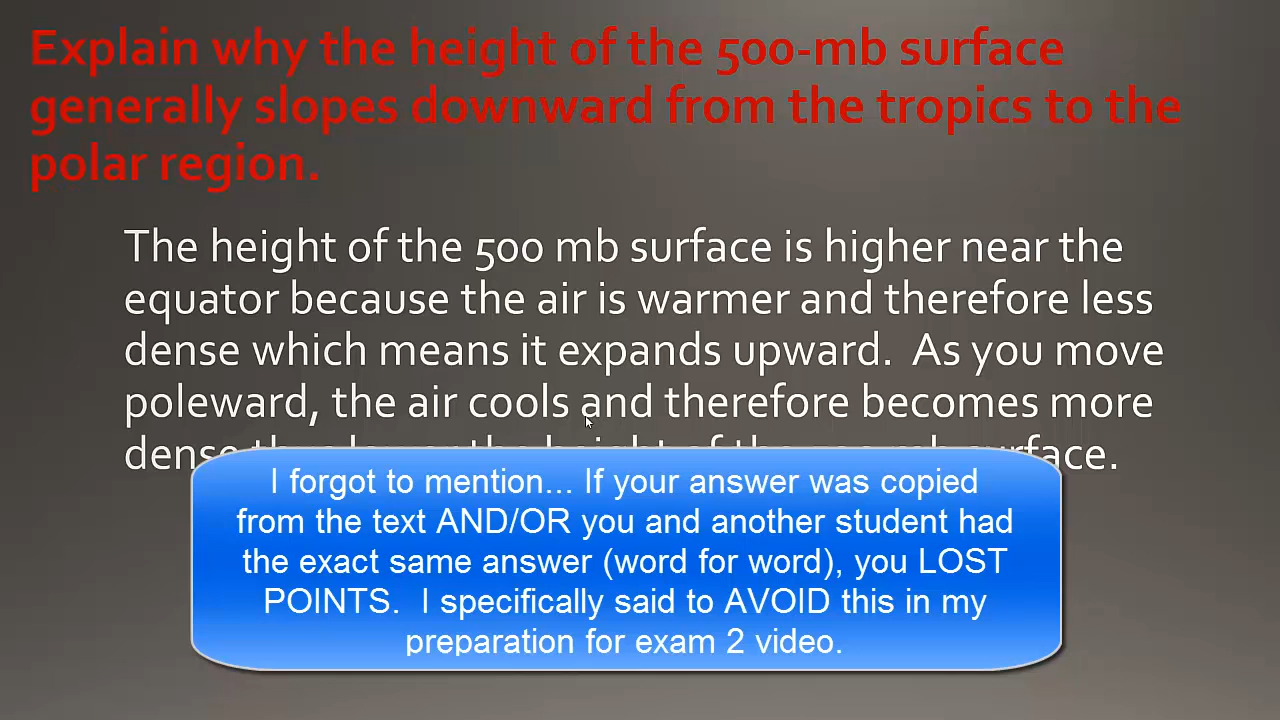 Explain why the height of the 500-mb surface
generally slopes downward from the tropics to the
polar region.
The height of the 500 mb surface is higher near the
equator because the air is warmer and therefore less
dense which means it expands upward. As you move
poleward, the air cools and therefore becomes more
dense surface.
I forgot to mention... If your answer was copied
from the text AND/OR you and another student had
the exact same answer (word for word), you LOST
POINTS. I specifically said to AVOID this in my
preparation for exam 2 video.